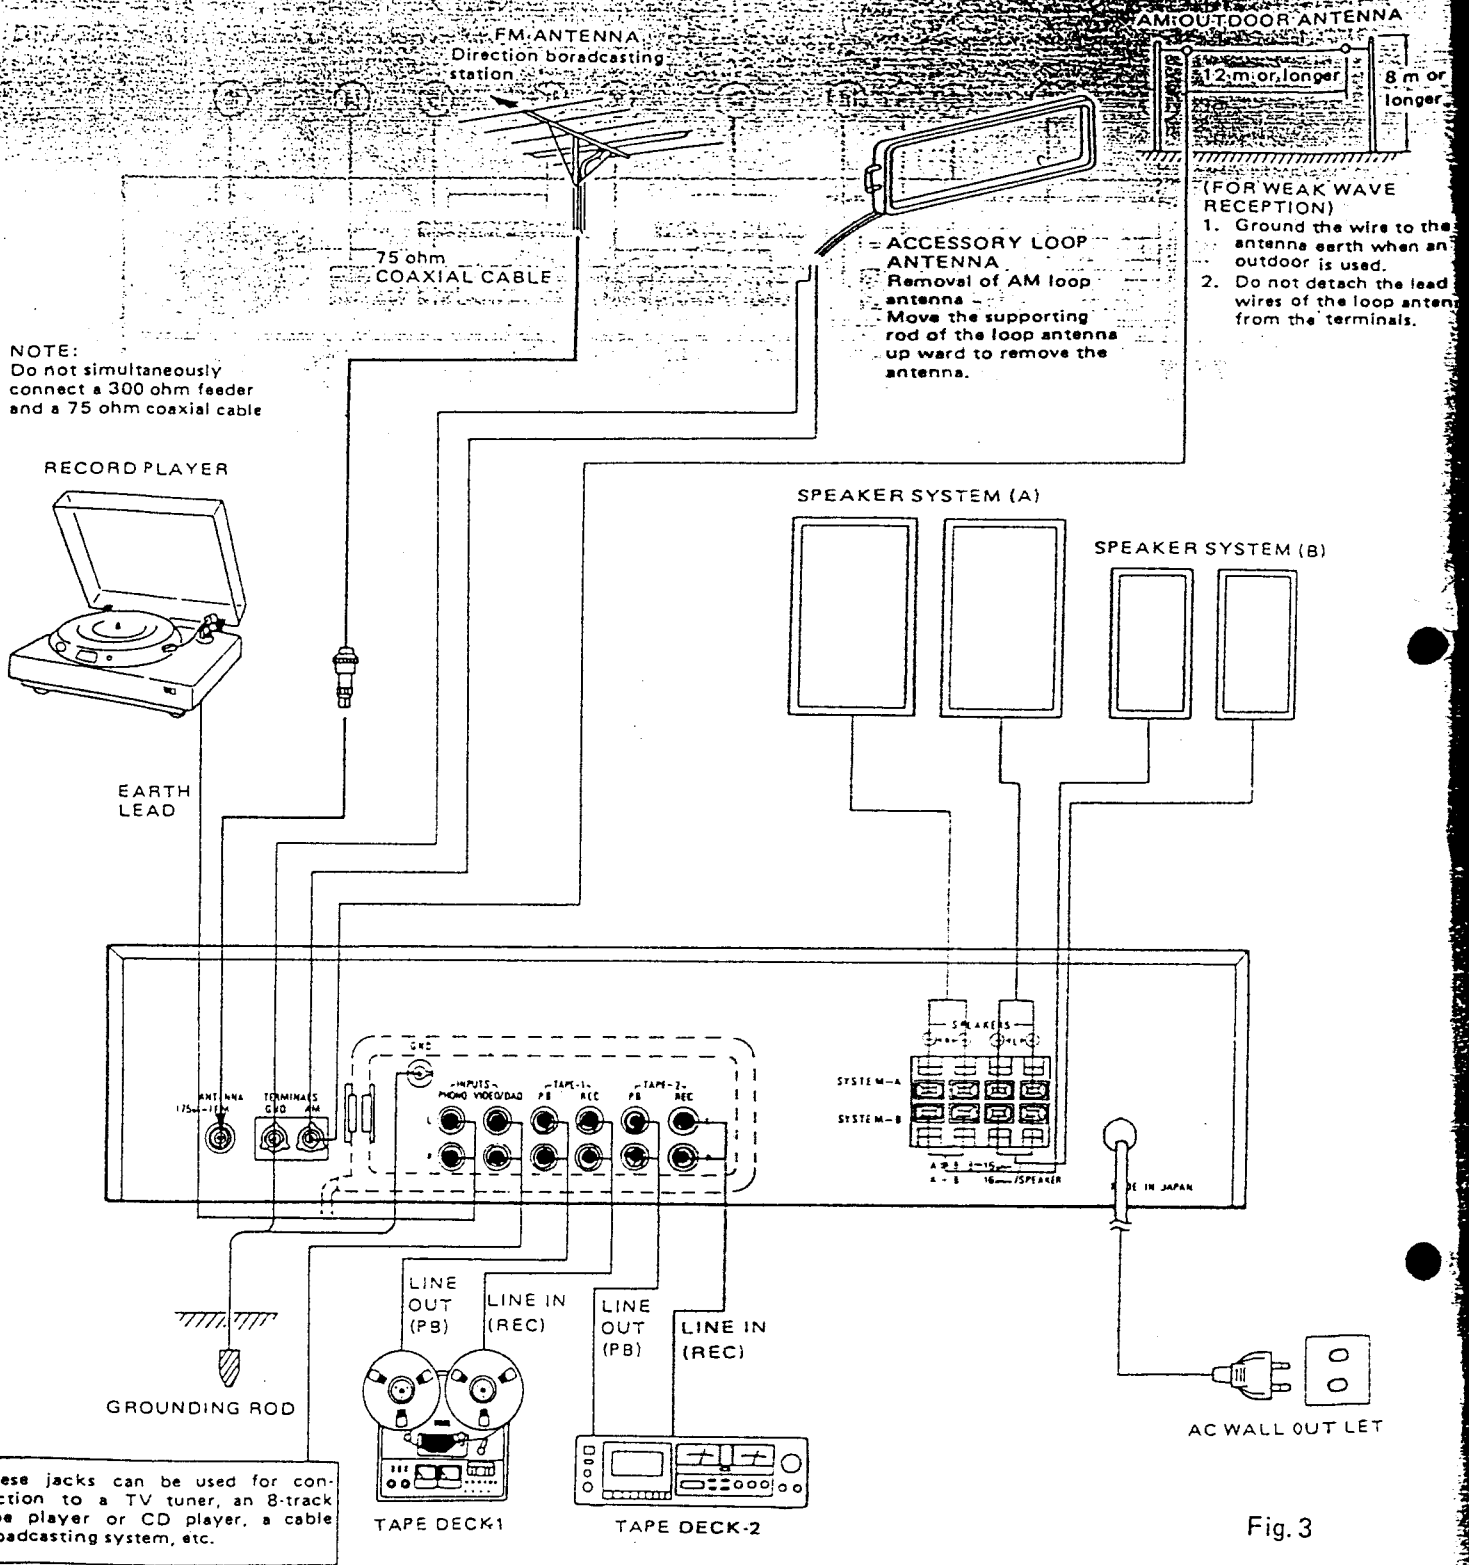 FM ANTENNA
Direction boradcasting
station
AM OUTDOOR ANTENNA
12 m or longer
8 m or
longer
(FOR WEAK WAVE
RECEPTION)
1. Ground the wire to the
antenna earth when an
outdoor is used.
2. Do not detach the lead
wires of the loop anten
from the terminals.
75 ohm
COAXIAL CABLE
ACCESSORY LOOP
ANTENNA
Removal of AM loop
antenna
Move the supporting
rod of the loop antenna
up ward to remove the
antenna.
NOTE:
Do not simultaneously
connect a 300 ohm feeder
and a 75 ohm coaxial cable
RECORD PLAYER
SPEAKER SYSTEM (A)
SPEAKER SYSTEM (B)
EARTH
LEAD
SPEAKERS
GND
ANTENNA TERMINALS
GND AM
INPUTS TAPE-1 TAPE-2
PHONO VIDEO/DAD PB REC PB REC
L
R
SYSTEM-A
SYSTEM-B
/SPEAKER
IN JAPAN
LINE
OUT
(PB)
LINE IN
(REC)
LINE
OUT
(PB)
LINE IN
(REC)
GROUNDING ROD
AC WALL OUT LET
ese jacks can be used for con-
ction to a TV tuner, an 8-track
e player or CD player, a cable
oadcasting system, etc.
TAPE DECK-1
TAPE DECK-2
Fig. 3